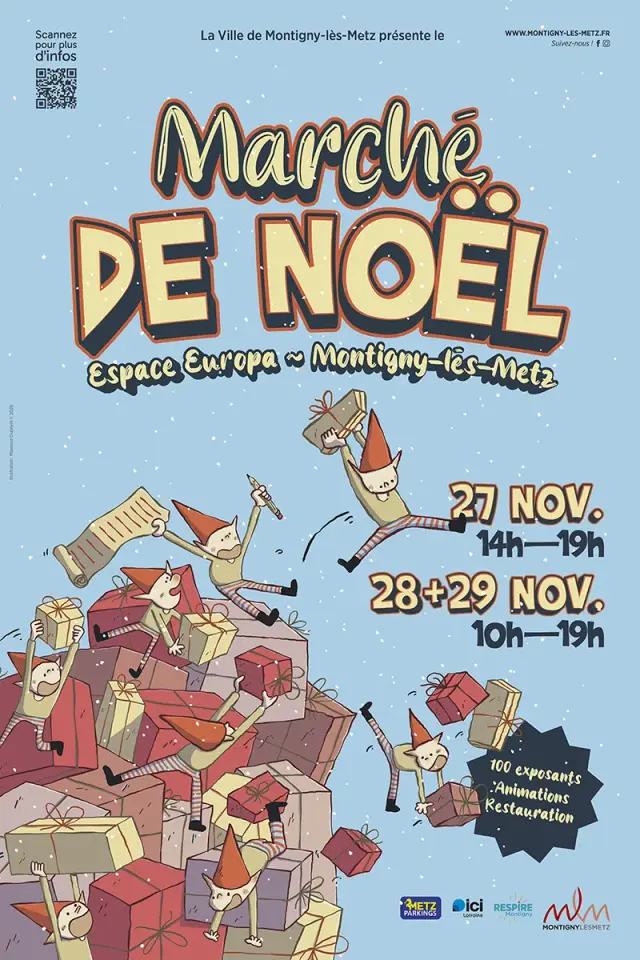 Scannez
pour plus
d'infos
La Ville de Montigny-lès-Metz présente le
WWW.MONTIGNY-LES-METZ.FR
Suivez-nous !
Marché
DE NOËL
Espace Europa ~ Montigny-lès-Metz
27 NOV.
14h—19h
28+29 NOV.
10h—19h
100 exposants
Animations
Restauration
METZ
PARKINGS
ici
Lorraine
RESPIRE
Montigny
mlm
MONTIGNYLESMETZ